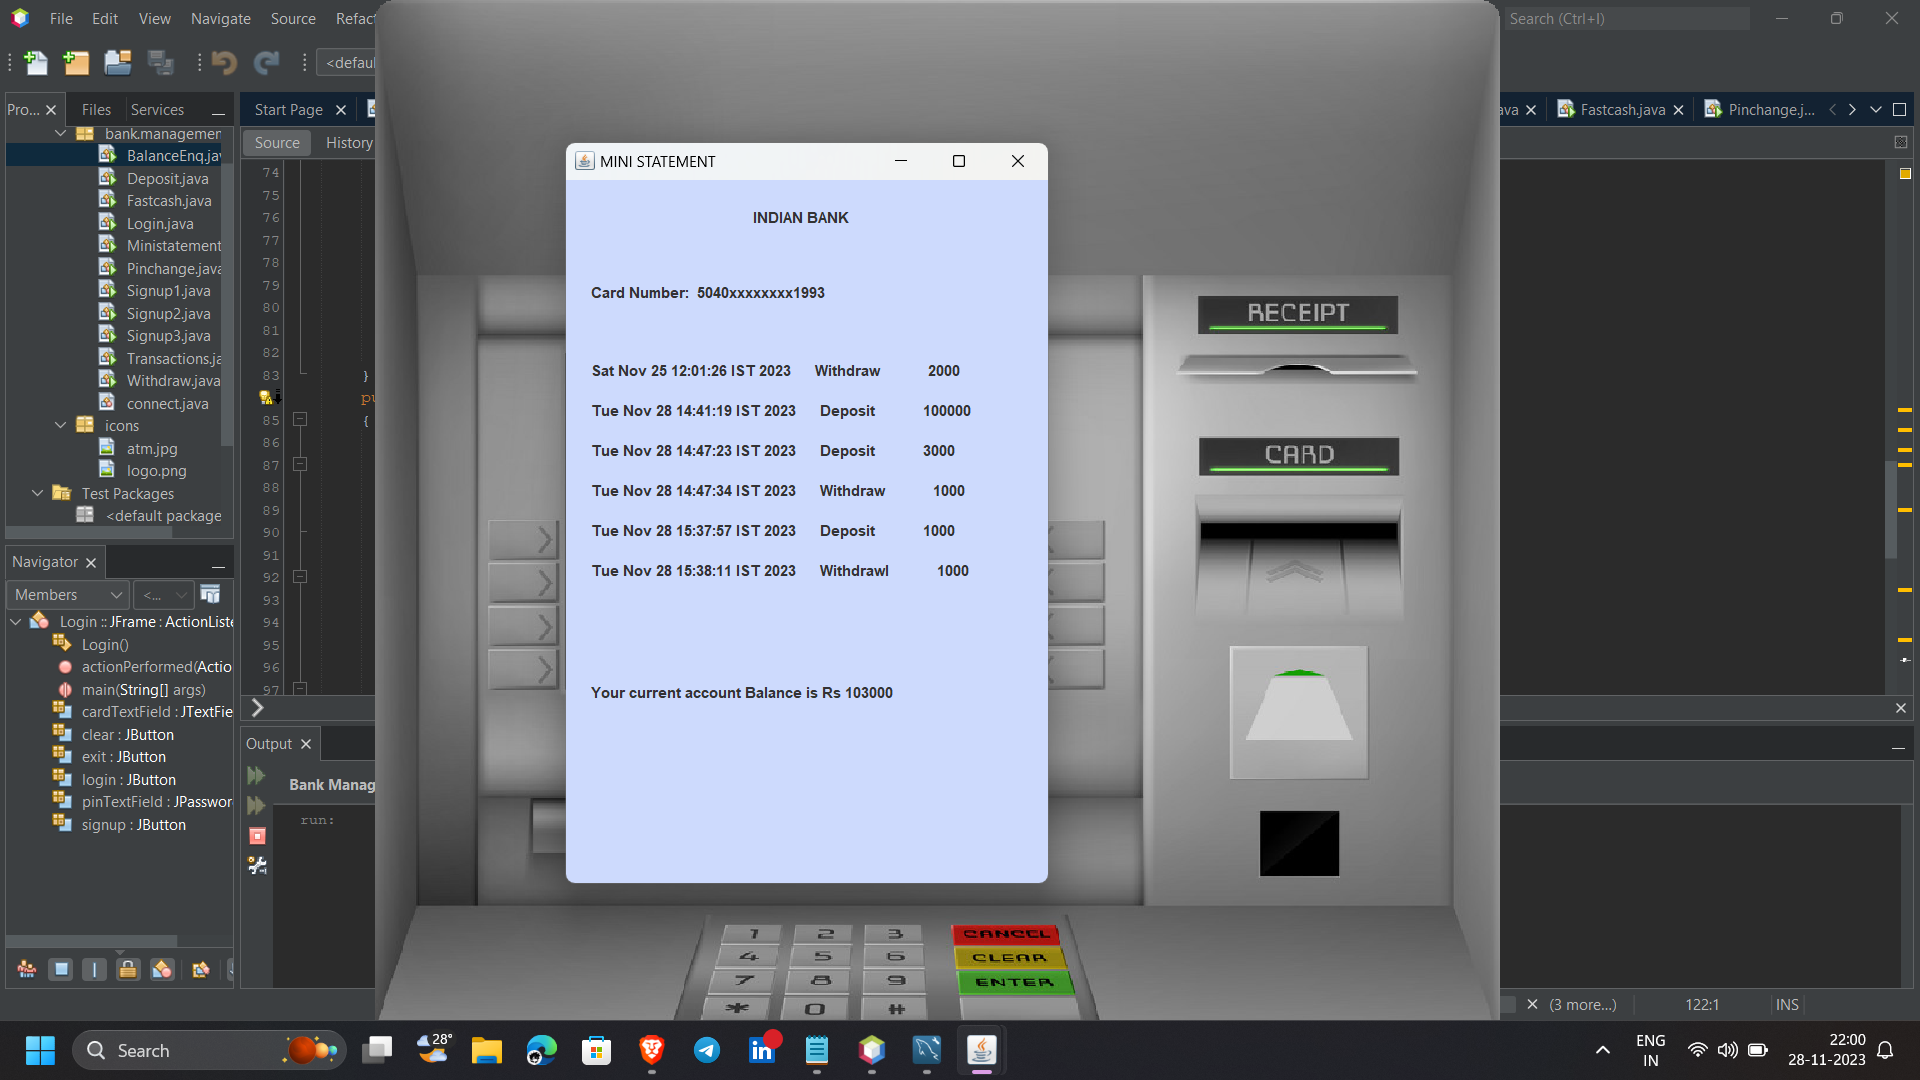 File Edit View Navigate Source Refact
Search (Ctrl+I)
<defaul
Pro... Files Services
Start Page
ava Fastcash.java Pinchange.j...
Source History
bank.managemen
BalanceEnq.jav
Deposit.java
Fastcash.java
Login.java
Ministatement
Pinchange.java
Signup1.java
Signup2.java
Signup3.java
Transactions.ja
Withdraw.java
connect.java
icons
atm.jpg
logo.png
Test Packages
<default package
74
75
76
77
78
79
80
81
82
83 }
pu
85 {
86
87
88
89
90
91
92
93
94
95
96
97
MINI STATEMENT
INDIAN BANK
Card Number: 5040xxxxxxxx1993
Sat Nov 25 12:01:26 IST 2023 Withdraw 2000
Tue Nov 28 14:41:19 IST 2023 Deposit 100000
Tue Nov 28 14:47:23 IST 2023 Deposit 3000
Tue Nov 28 14:47:34 IST 2023 Withdraw 1000
Tue Nov 28 15:37:57 IST 2023 Deposit 1000
Tue Nov 28 15:38:11 IST 2023 Withdrawl 1000
Your current account Balance is Rs 103000
RECEIPT
CARD
Navigator
Members <...
Login :: JFrame : ActionListe
Login()
actionPerformed(Actio
main(String[] args)
cardTextField : JTextFie
clear : JButton
exit : JButton
login : JButton
pinTextField : JPasswor
signup : JButton
Output
Bank Manag
run:
1 2 3 CANCEL
4 5 6 CLEAR
7 8 9 ENTER
* 0 #
(3 more...) 122:1 INS
Search
28°
in
ENG
IN
22:00
28-11-2023